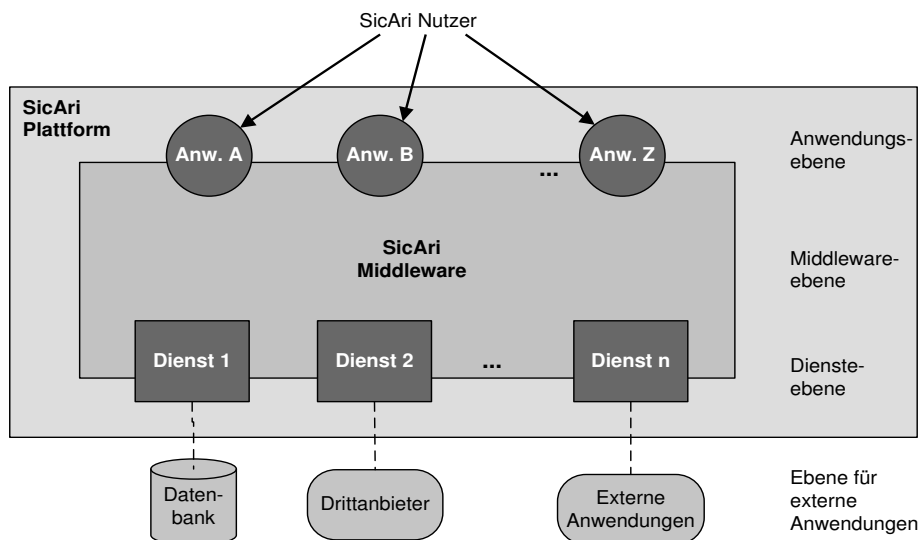 SicAri Nutzer
SicAri
Plattform
Anw. A
Anw. B
...
Anw. Z
Anwendungs-
ebene
SicAri
Middleware
Middleware-
ebene
Dienst 1
Dienst 2
...
Dienst n
Dienste-
ebene
Daten-
bank
Drittanbieter
Externe
Anwendungen
Ebene für
externe
Anwendungen